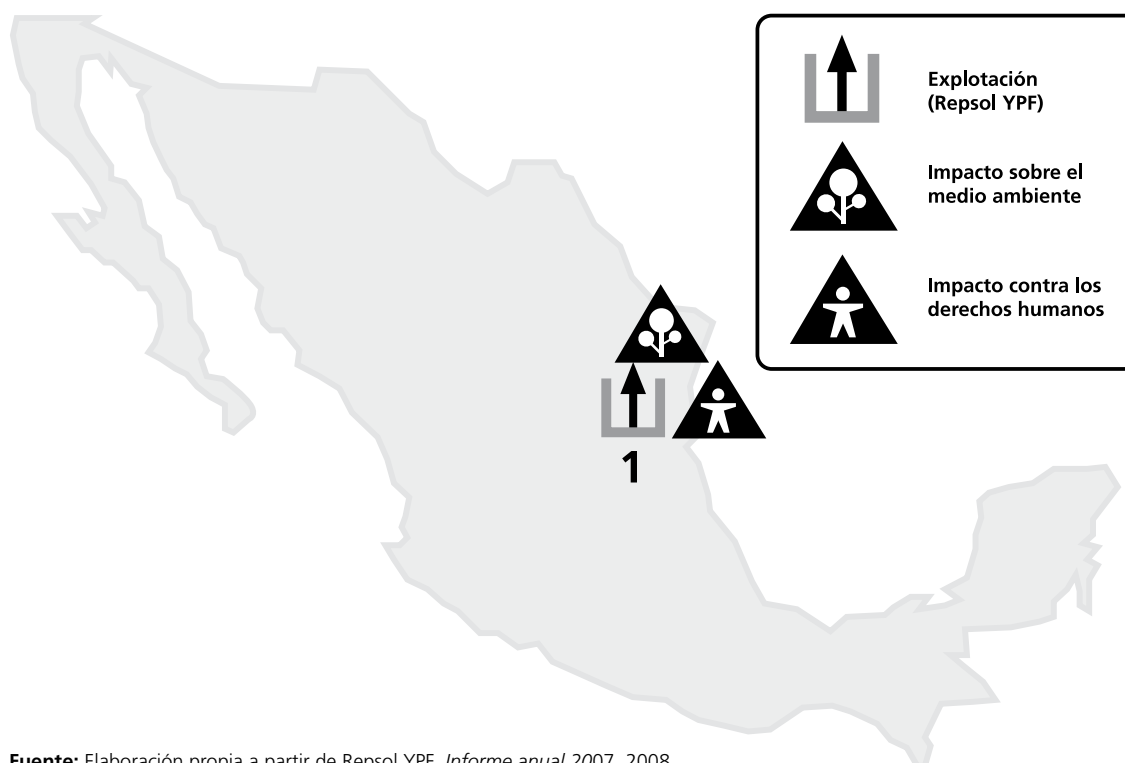 Explotación
(Repsol YPF)
Impacto sobre el
medio ambiente
Impacto contra los
derechos humanos
1
Fuente: Elaboración propia a partir de Repsol YPF, Informe anual 2007, 2008.